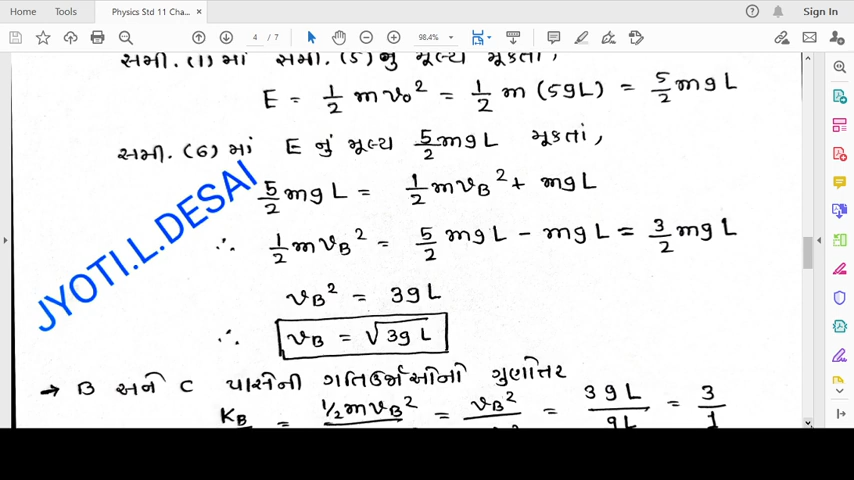 Home Tools Physics Std 11 Cha... × Sign In
4 / 7 98.4%
સમી. (1) માં સમી. (5) નું મૂલ્ય મૂકતાં,
E = 1/2 m v₀² = 1/2 m (5gL) = 5/2 mgL
સમી. (6) માં E નું મૂલ્ય 5/2 mgL મૂકતાં,
5/2 mgL = 1/2 mv_B² + mgL
∴ 1/2 mv_B² = 5/2 mgL - mgL = 3/2 mgL
v_B² = 3gL
∴ v_B = √3gL
→ B અને C પાસેની ગતિઊર્જાઓનો ગુણોત્તર
K_B = 1/2 mv_B² = v_B² = 3gL / gL = 3/1
JYOTI.L.DESAI